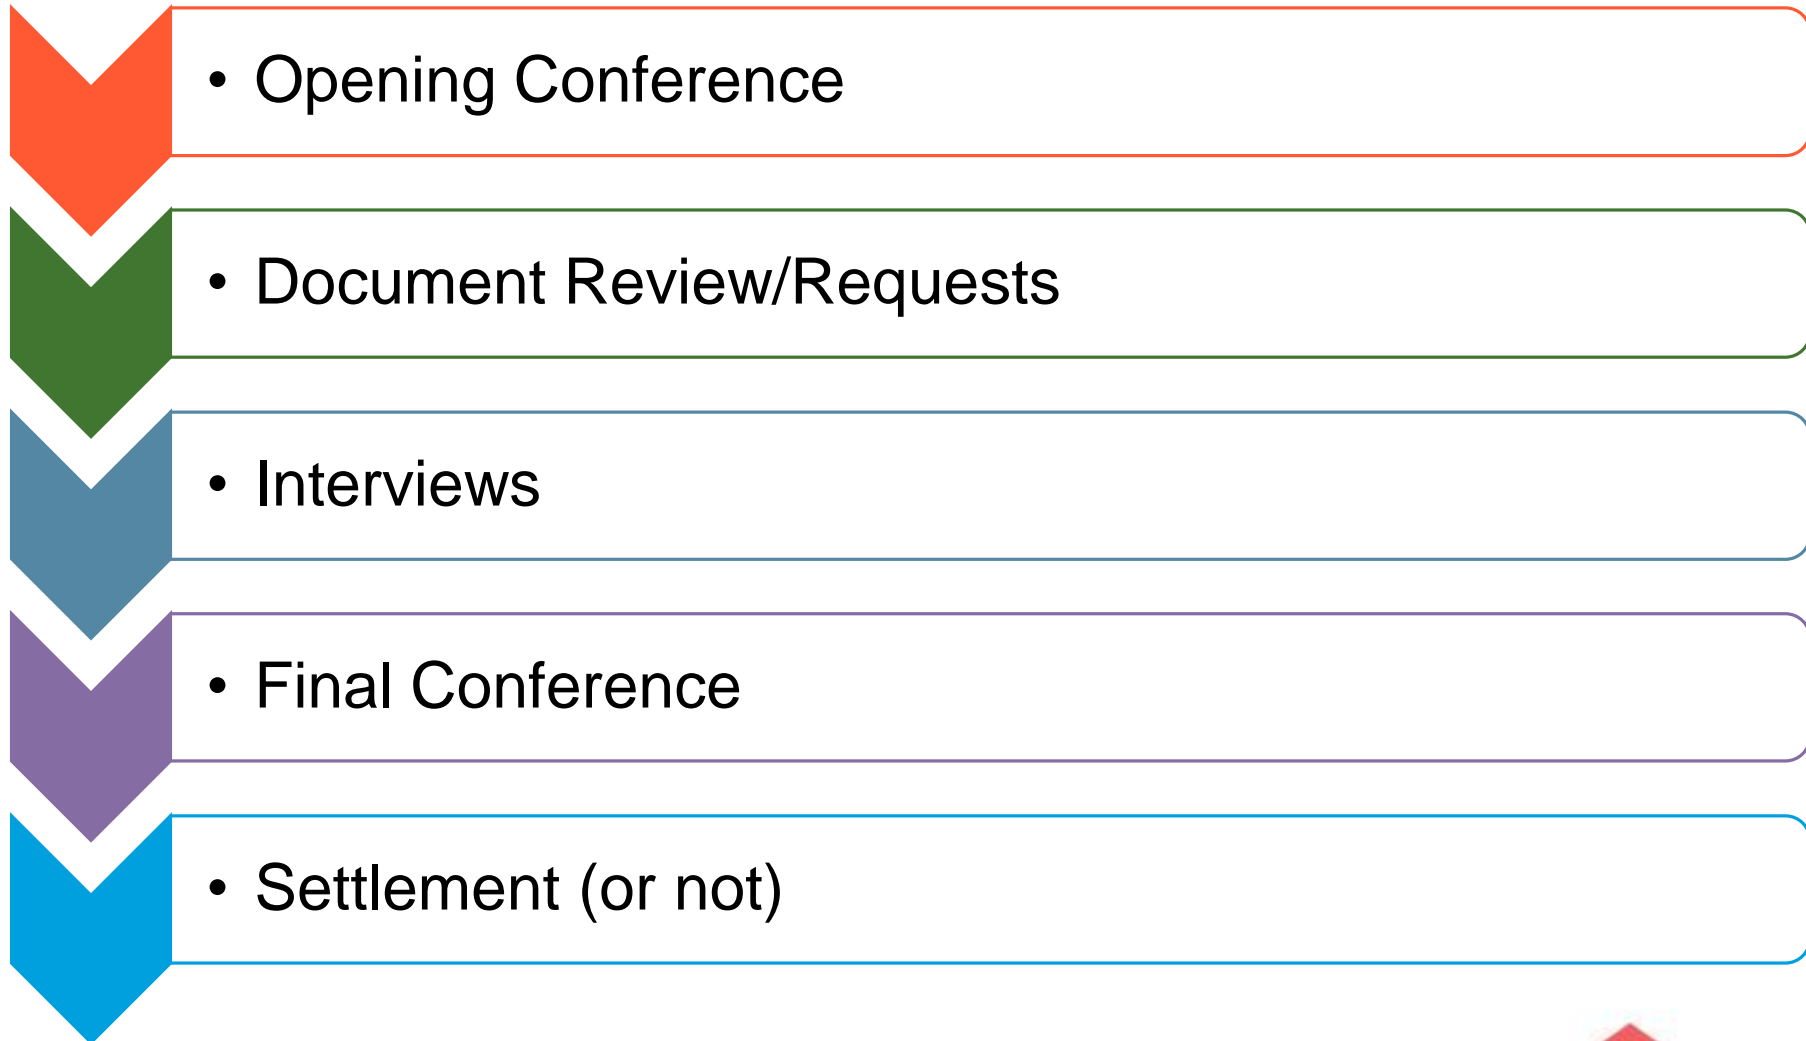 • Opening Conference
• Document Review/Requests
• Interviews
• Final Conference
• Settlement (or not)